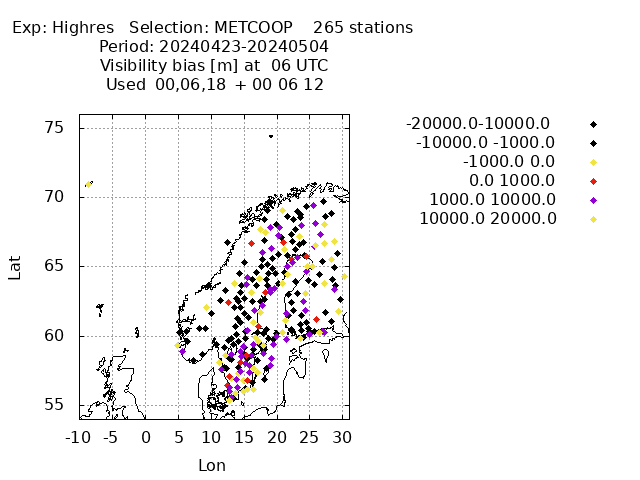 Exp: Highres   Selection: METCOOP    265 stations
Period: 20240423-20240504
Visibility bias [m] at  06 UTC
Used  00,06,18  + 00 06 12
-20000.0-10000.0
-10000.0 -1000.0
-1000.0 0.0
0.0 1000.0
1000.0 10000.0
10000.0 20000.0
75
70
65
60
55
Lat
-10 -5 0 5 10 15 20 25 30
Lon